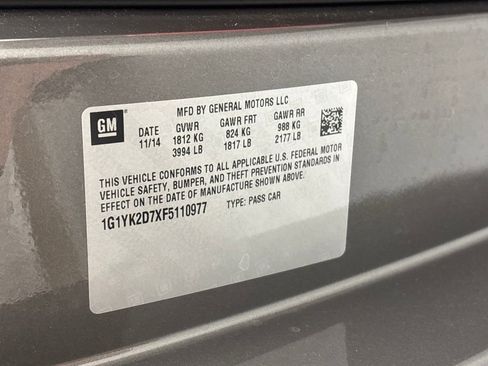 MFD BY GENERAL MOTORS LLC
GM
DATE GVWR GAWR FRT GAWR RR
11/14 1812 KG 824 KG 988 KG
3994 LB 1817 LB 2177 LB
THIS VEHICLE CONFORMS TO ALL APPLICABLE U.S. FEDERAL MOTOR
VEHICLE SAFETY, BUMPER, AND THEFT PREVENTION STANDARDS IN
EFFECT ON THE DATE OF MANUFACTURE SHOWN ABOVE.
1G1YK2D7XF5110977 TYPE: PASS CAR